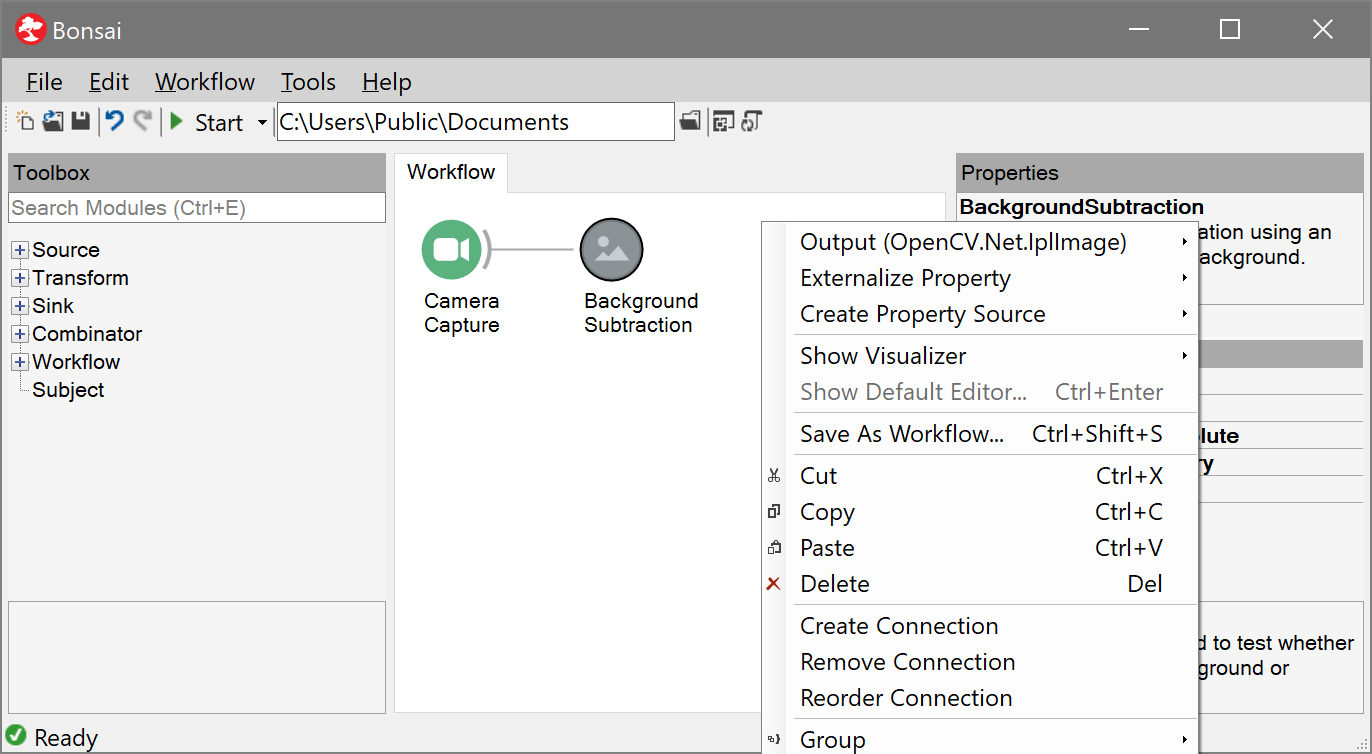 Bonsai
File Edit Workflow Tools Help
Start C:\Users\Public\Documents
Toolbox
Search Modules (Ctrl+E)
Source
Transform
Sink
Combinator
Workflow
Subject
Workflow
Camera
Capture
Background
Subtraction
Properties
BackgroundSubtraction
ation using an
ackground.
lute
ry
d to test whether
ground or
Output (OpenCV.Net.IplImage)
Externalize Property
Create Property Source
Show Visualizer
Show Default Editor... Ctrl+Enter
Save As Workflow... Ctrl+Shift+S
Cut Ctrl+X
Copy Ctrl+C
Paste Ctrl+V
Delete Del
Create Connection
Remove Connection
Reorder Connection
Group
Ready